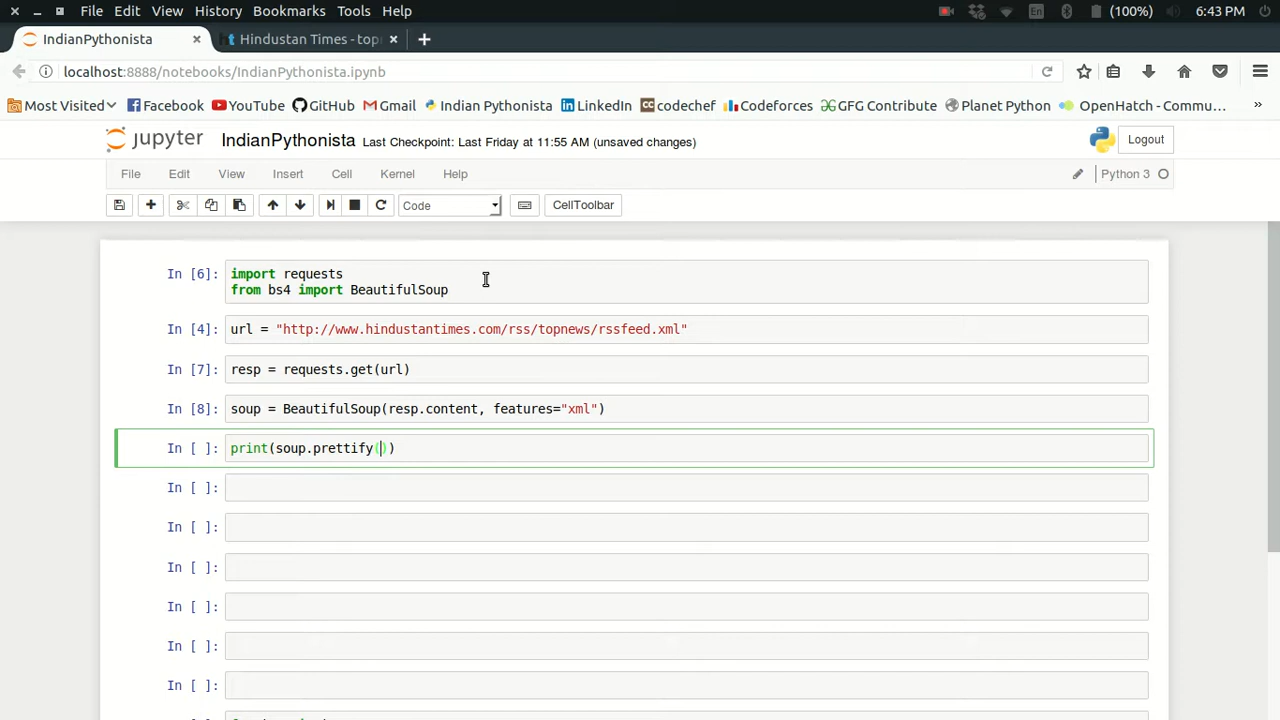 File Edit View History Bookmarks Tools Help En (100%) 6:43 PM
IndianPythonista Hindustan Times - topn
localhost:8888/notebooks/IndianPythonista.ipynb
Most Visited Facebook YouTube GitHub Gmail Indian Pythonista LinkedIn codechef Codeforces GFG Contribute Planet Python OpenHatch - Commu... »
jupyter IndianPythonista Last Checkpoint: Last Friday at 11:55 AM (unsaved changes) Logout
File Edit View Insert Cell Kernel Help Python 3
Code CellToolbar
In [6]: import requests
from bs4 import BeautifulSoup
In [4]: url = "http://www.hindustantimes.com/rss/topnews/rssfeed.xml"
In [7]: resp = requests.get(url)
In [8]: soup = BeautifulSoup(resp.content, features="xml")
In [ ]: print(soup.prettify())
In [ ]:
In [ ]:
In [ ]:
In [ ]:
In [ ]:
In [ ]: